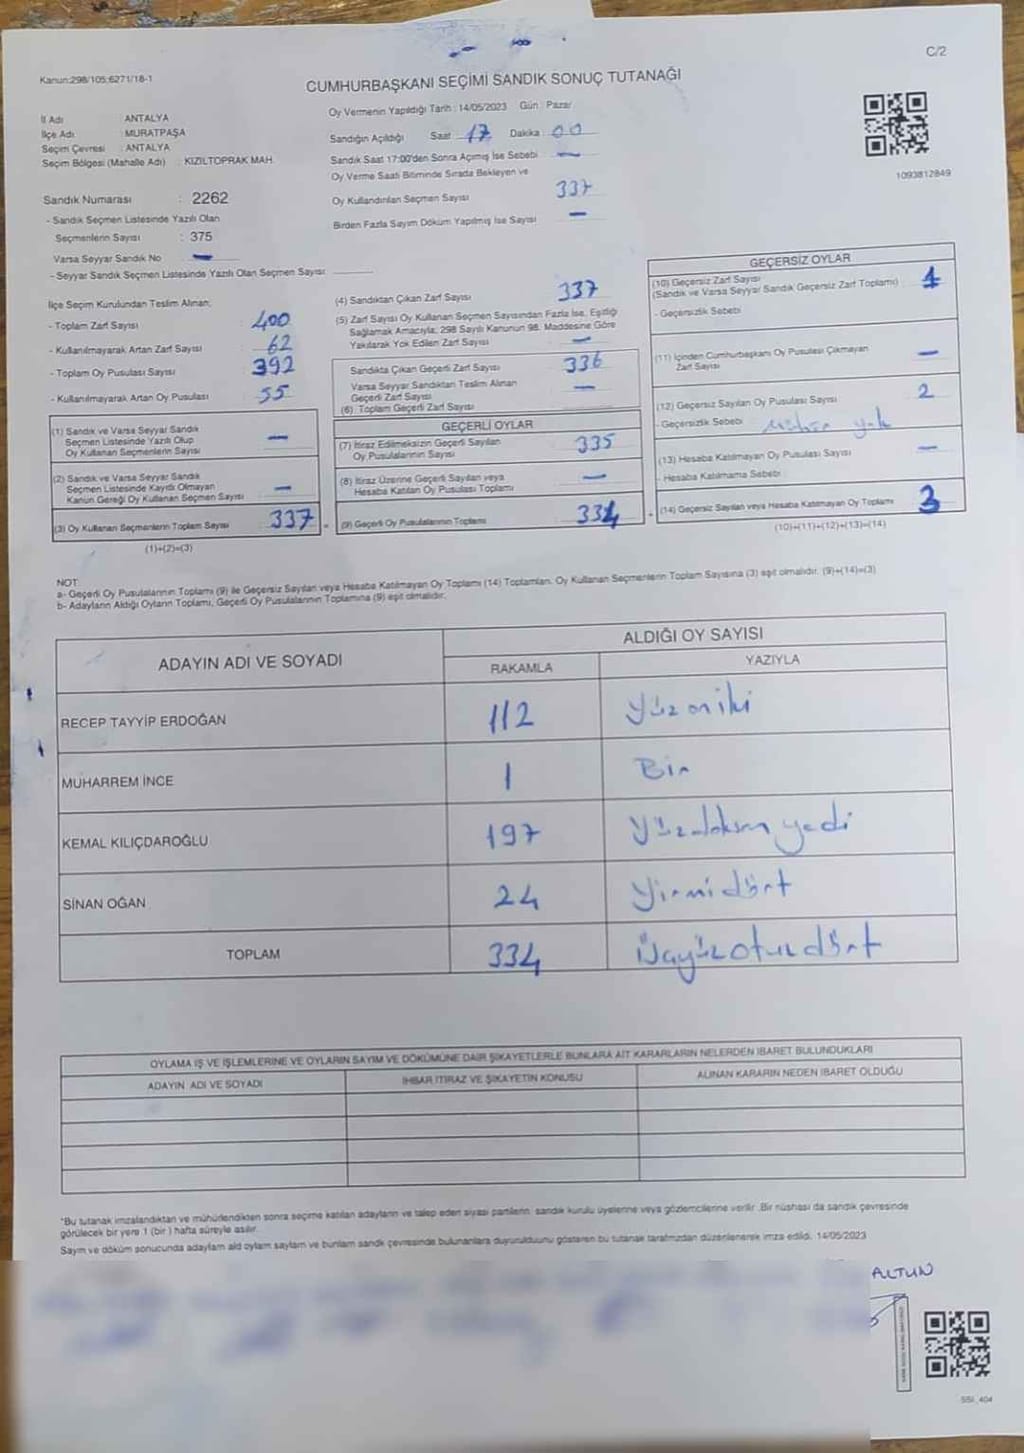 C/2
Kanun:298/105;6271/18-1
CUMHURBAŞKANI SEÇİMİ SANDIK SONUÇ TUTANAĞI
İl Adı ANTALYA
İlçe Adı : MURATPAŞA
Seçim Çevresi : ANTALYA
Seçim Bölgesi (Mahalle Adı) : KIZILTOPRAK MAH.
Oy Vermenin Yapıldığı Tarih : 14/05/2023 Gün : Pazar
Sandığın Açıldığı Saat 17 Dakika : 00
Sandık Saat 17:00'den Sonra Açımış İse Sebebi —
Oy Verme Saati Bitiminde Sırada Bekleyen ve
Oy Kullandırılan Seçmen Sayısı 337
Birden Fazla Sayım Döküm Yapılmış İse Sayısı —
1093812849
Sandık Numarası : 2262
- Sandık Seçmen Listesinde Yazılı Olan
Seçmenlerin Sayısı : 375
Varsa Seyyar Sandık No —
- Seyyar Sandık Seçmen Listesinde Yazılı Olan Seçmen Sayısı
İlçe Seçim Kurulundan Teslim Alınan;
- Toplam Zarf Sayısı : 400
- Kullanılmayarak Artan Zarf Sayısı : 62
- Toplam Oy Pusulası Sayısı : 392
- Kullanılmayarak Artan Oy Pusulası : 55
(1) Sandık ve Varsa Seyyar Sandık
Seçmen Listesinde Yazılı Olup
Oy Kullanan Seçmenlerin Sayısı —
(2) Sandık ve Varsa Seyyar Sandık
Seçmen Listesinde Kayıtlı Olmayan
Kanun Gereği Oy Kullanan Seçmen Sayısı —
(3) Oy Kullanan Seçmenlerin Toplam Sayısı 337
(1)+(2)=(3)
(4) Sandıktan Çıkan Zarf Sayısı 337
(5) Zarf Sayısı Oy Kullanan Seçmen Sayısından Fazla İse, Eşitliği
Sağlamak Amacıyla; 298 Sayılı Kanunun 98. Maddesine Göre
Yakılarak Yok Edilen Zarf Sayısı —
Sandıkta Çıkan Geçerli Zarf Sayısı 336
Varsa Seyyar Sandıktan Teslim Alınan
Geçerli Zarf Sayısı —
(6) Toplam Geçerli Zarf Sayısı
GEÇERLİ OYLAR
(7) İtiraz Edilmeksizin Geçerli Sayılan
Oy Pusulalarının Sayısı 335
(8) İtiraz Üzerine Geçerli Sayılan veya
Hesaba Katılan Oy Pusulası Toplamı —
(9) Geçerli Oy Pusulalarının Toplamı 334
GEÇERSİZ OYLAR
(10) Geçersiz Zarf Sayısı
(Sandık ve Varsa Seyyar Sandık Geçersiz Zarf Toplamı) 1
- Geçersizlik Sebebi
(11) İçinden Cumhurbaşkanı Oy Pusulası Çıkmayan
Zarf Sayısı —
(12) Geçersiz Sayılan Oy Pusulası Sayısı 2
- Geçersizlik Sebebi Mühür yok
(13) Hesaba Katılmayan Oy Pusulası Sayısı —
- Hesaba Katılmama Sebebi
(14) Geçersiz Sayılan veya Hesaba Katılmayan Oy Toplamı 3
(10)+(11)+(12)+(13)=(14)
NOT:
a- Geçerli Oy Pusulalarının Toplamı (9) ile Geçersiz Sayılan veya Hesaba Katılmayan Oy Toplamı (14) Toplamları, Oy Kullanan Seçmenlerin Toplam Sayısına (3) eşit olmalıdır. (9)+(14)=(3)
b- Adayların Aldığı Oyların Toplamı, Geçerli Oy Pusulalarının Toplamına (9) eşit olmalıdır.
ADAYIN ADI VE SOYADI ALDIĞI OY SAYISI
RAKAMLA YAZIYLA
RECEP TAYYİP ERDOĞAN 112 Yüzoniki
MUHARREM İNCE 1 Bir
KEMAL KILIÇDAROĞLU 197 Yüzdoksanyedi
SİNAN OĞAN 24 Yirmidört
TOPLAM 334 Üçyüzotuzdört
OYLAMA İŞ VE İŞLEMLERİNE VE OYLARIN SAYIM VE DÖKÜMÜNE DAİR ŞİKAYETLERLE BUNLARA AİT KARARLARIN NELERDEN İBARET BULUNDUKLARI
ADAYIN ADI VE SOYADI İHBAR İTİRAZ VE ŞİKAYETİN KONUSU ALINAN KARARIN NEDEN İBARET OLDUĞU
*Bu tutanak imzalandıktan ve mühürlendikten sonra seçime katılan adayların ve talep eden siyasi partilerin sandık kurulu üyelerine veya gözlemcilerine verilir. Bir nüshası da sandık çevresinde
görülecek bir yere 1 (bir) hafta süreyle asılır.
Sayım ve döküm sonucunda adayların ald oyların sayların ve bunların sandık çevresinde bulunanlara duyurulduunu gösteren bu tutanak tarafımızdan düzenlenerek imza edildi. 14/05/2023
ALTUN
SSI_404